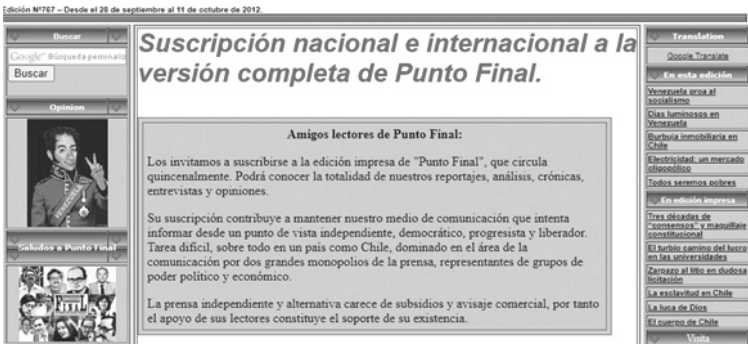 Edición Nº767 – Desde el 28 de septiembre al 11 de octubre de 2012.
Buscar
Google™ Búsqueda personaliz
Buscar
Opinion
VENEZUELA
Saludos a Punto Final
PUNTO FINAL
Suscripción nacional e internacional a la
versión completa de Punto Final.
Amigos lectores de Punto Final:
Los invitamos a suscribirse a la edición impresa de "Punto Final", que circula
quincenalmente. Podrá conocer la totalidad de nuestros reportajes, análisis, crónicas,
entrevistas y opiniones.
Su suscripción contribuye a mantener nuestro medio de comunicación que intenta
informar desde un punto de vista independiente, democrático, progresista y liberador.
Tarea difícil, sobre todo en un país como Chile, dominado en el área de la
comunicación por dos grandes monopolios de la prensa, representantes de grupos de
poder político y económico.
La prensa independiente y alternativa carece de subsidios y avisaje comercial, por tanto
el apoyo de sus lectores constituye el soporte de su existencia.
Translation
Google Translate
En esta edición
Venezuela proa al
socialismo
Días luminosos en
Venezuela
Burbuja inmobiliaria en
Chile
Electricidad: un mercado
oligopólico
Todos seremos pobres
En edición impresa
Tres décadas de
"consensos" y maquillaje
constitucional
El turbio camino del lucro
en las universidades
Zarpazo al litio en dudosa
licitación
La esclavitud en Chile
La luca de Dios
El cuerpo de Chile
Visita